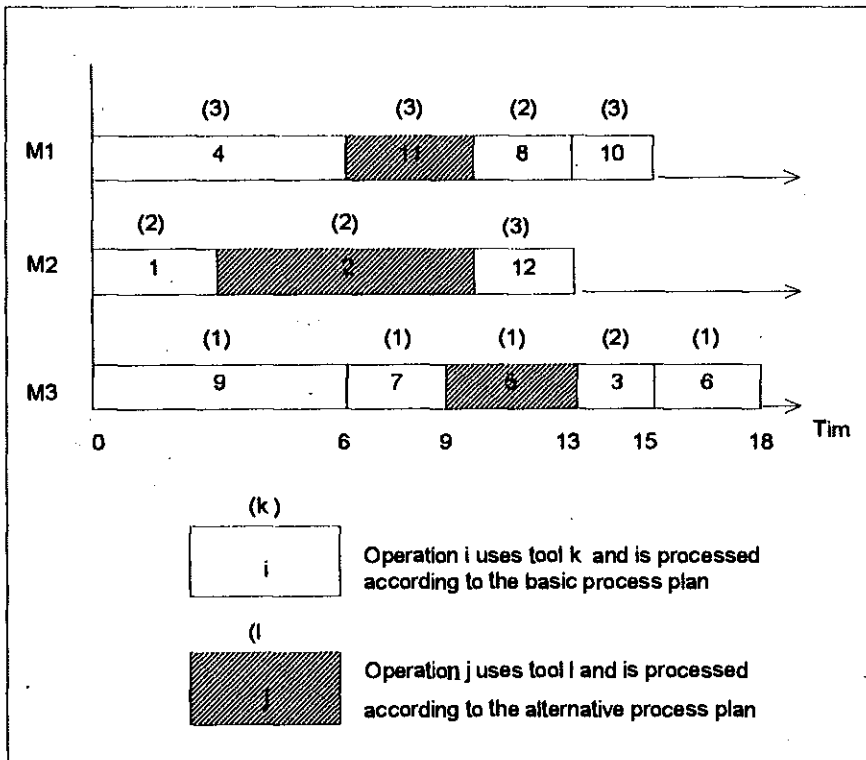 (3) (3) (2) (3)
M1 4 11 8 10
(2) (2) (3)
M2 1 2 12
(1) (1) (1) (2) (1)
M3 9 7 5 3 6
0 6 9 13 15 18 Tim
(k)
i
Operation i uses tool k and is processed
according to the basic process plan
(l
j
Operation j uses tool l and is processed
according to the alternative process plan